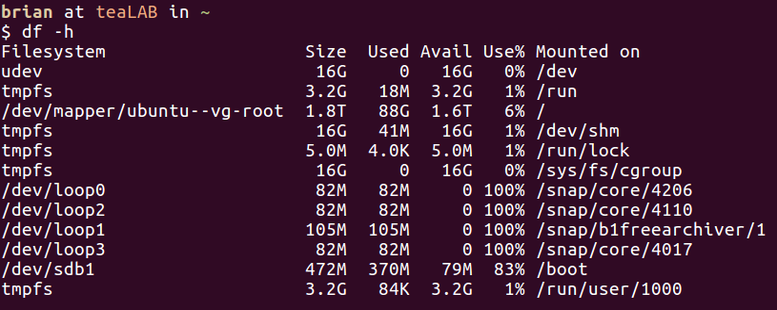 brian at teaLAB in ~
$ df -h
Filesystem                   Size  Used Avail Use% Mounted on
udev                          16G     0   16G   0% /dev
tmpfs                        3.2G   18M  3.2G   1% /run
/dev/mapper/ubuntu--vg-root  1.8T   88G  1.6T   6% /
tmpfs                         16G   41M   16G   1% /dev/shm
tmpfs                        5.0M  4.0K  5.0M   1% /run/lock
tmpfs                         16G     0   16G   0% /sys/fs/cgroup
/dev/loop0                    82M   82M     0 100% /snap/core/4206
/dev/loop2                    82M   82M     0 100% /snap/core/4110
/dev/loop1                   105M  105M     0 100% /snap/b1freearchiver/1
/dev/loop3                    82M   82M     0 100% /snap/core/4017
/dev/sdb1                    472M  370M   79M  83% /boot
tmpfs                        3.2G   84K  3.2G   1% /run/user/1000